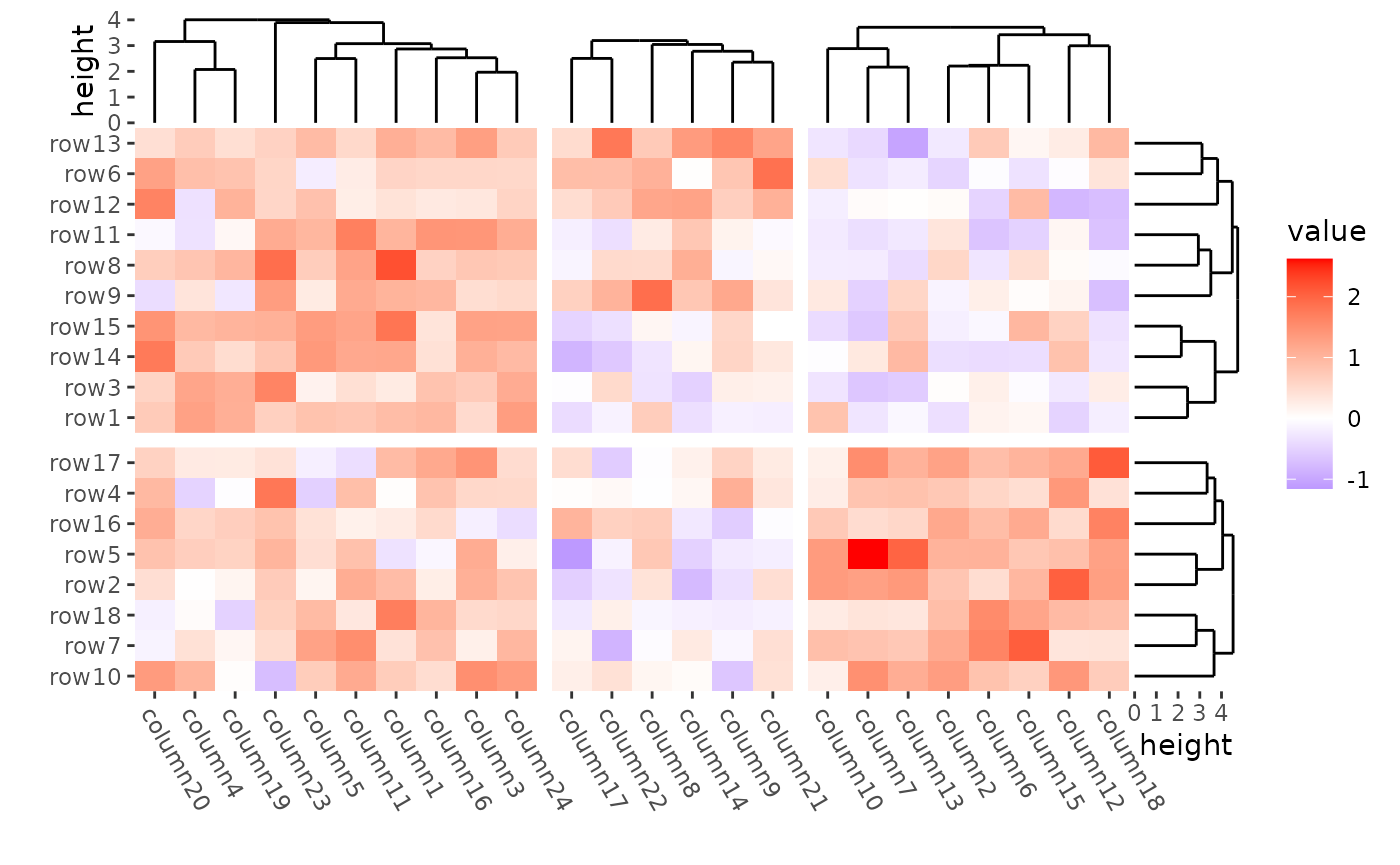 height
4
3
2
1
0
row13
row6
row12
row11
row8
row9
row15
row14
row3
row1
row17
row4
row16
row5
row2
row18
row7
row10
column20
column4
column19
column23
column5
column11
column1
column16
column3
column24
column17
column22
column8
column14
column9
column21
column10
column7
column13
column2
column6
column15
column12
column18
0 1 2 3 4
height
value
2
1
0
-1